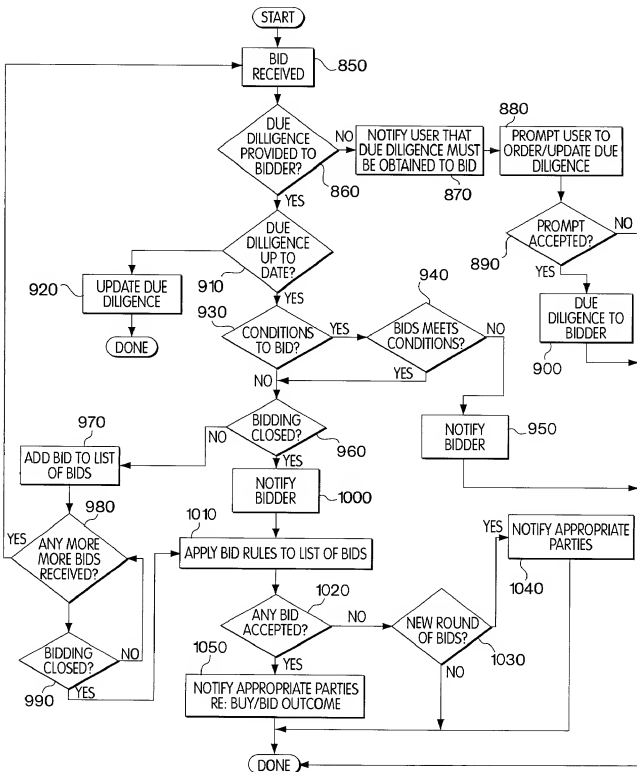 START
BID
RECEIVED
850
DUE
DILLIGENCE
PROVIDED TO
BIDDER?
860
NO
YES
NOTIFY USER THAT
DUE DILIGENCE MUST
BE OBTAINED TO BID
870
880
PROMPT USER TO
ORDER/UPDATE DUE
DILIGENCE
PROMPT
ACCEPTED?
890
NO
YES
DUE
DILIGENCE TO
BIDDER
900
DUE
DILLIGENCE
UP TO
DATE?
910
YES
920
UPDATE DUE
DILIGENCE
DONE
930
CONDITIONS
TO BID?
YES
NO
940
BIDS MEETS
CONDITIONS?
NO
YES
NOTIFY
BIDDER
950
BIDDING
CLOSED?
960
NO
YES
970
ADD BID TO LIST
OF BIDS
980
ANY MORE
MORE BIDS
RECEIVED?
YES
BIDDING
CLOSED?
990
NO
YES
NOTIFY
BIDDER
1000
1010
APPLY BID RULES TO LIST OF BIDS
1020
ANY BID
ACCEPTED?
NO
YES
NEW ROUND
OF BIDS?
1030
YES
NO
NOTIFY APPROPRIATE
PARTIES
1040
1050
NOTIFY APPROPRIATE PARTIES
RE: BUY/BID OUTCOME
DONE